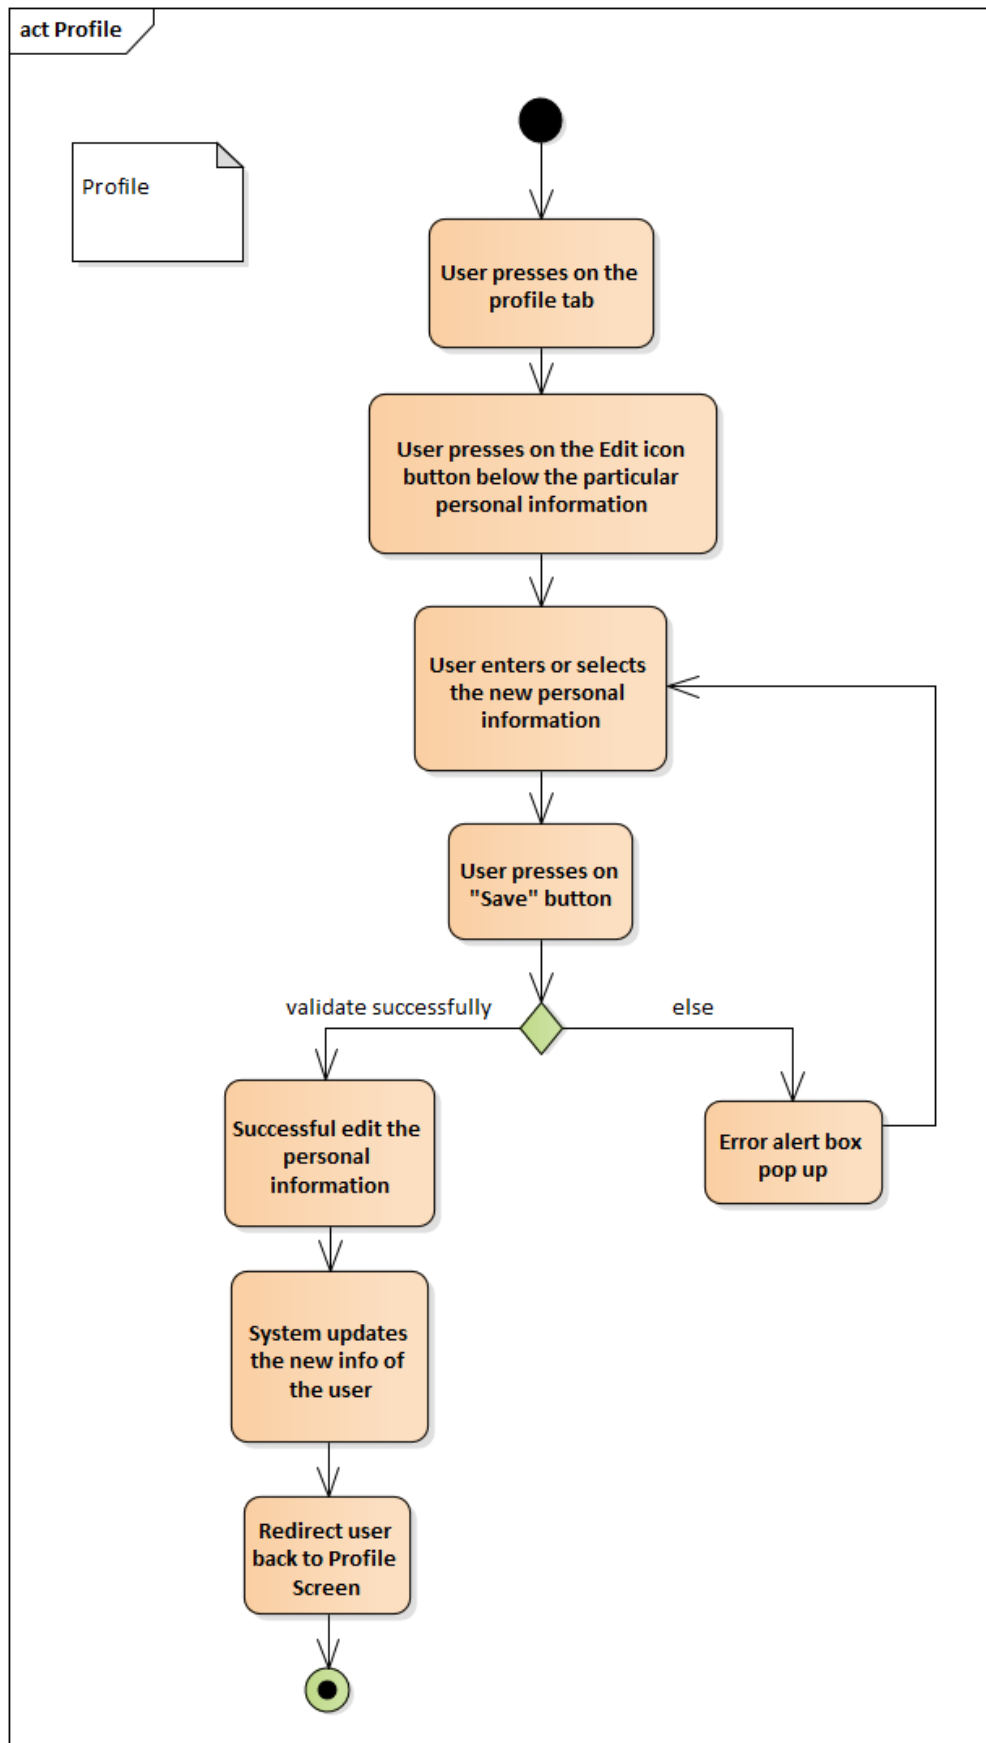 act Profile
Profile
User presses on the
profile tab
User presses on the Edit icon
button below the particular
personal information
User enters or selects
the new personal
information
User presses on
"Save" button
validate successfully
else
Successful edit the
personal
information
Error alert box
pop up
System updates
the new info of
the user
Redirect user
back to Profile
Screen